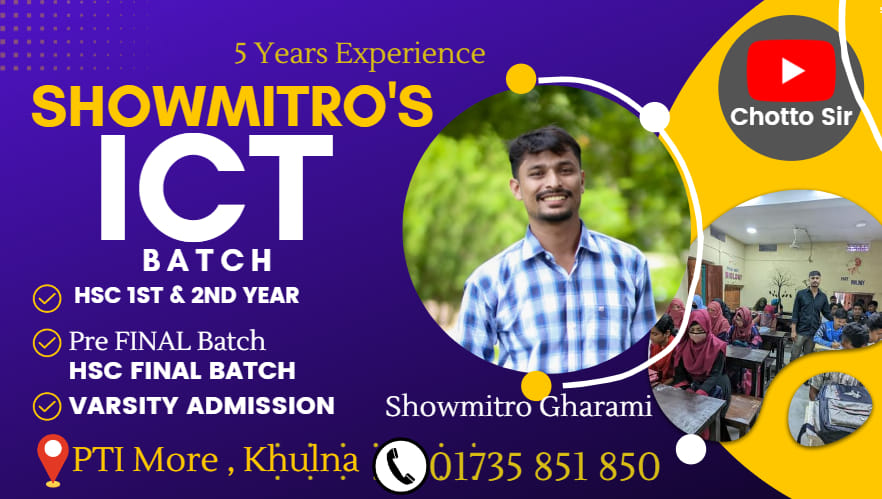 5 Years Experience
SHOWMITRO'S
ICT
BATCH
HSC 1ST & 2ND YEAR
Pre FINAL Batch
HSC FINAL BATCH
VARSITY ADMISSION
Showmitro Gharami
PTI More , Khulna
01735 851 850
Chotto Sir